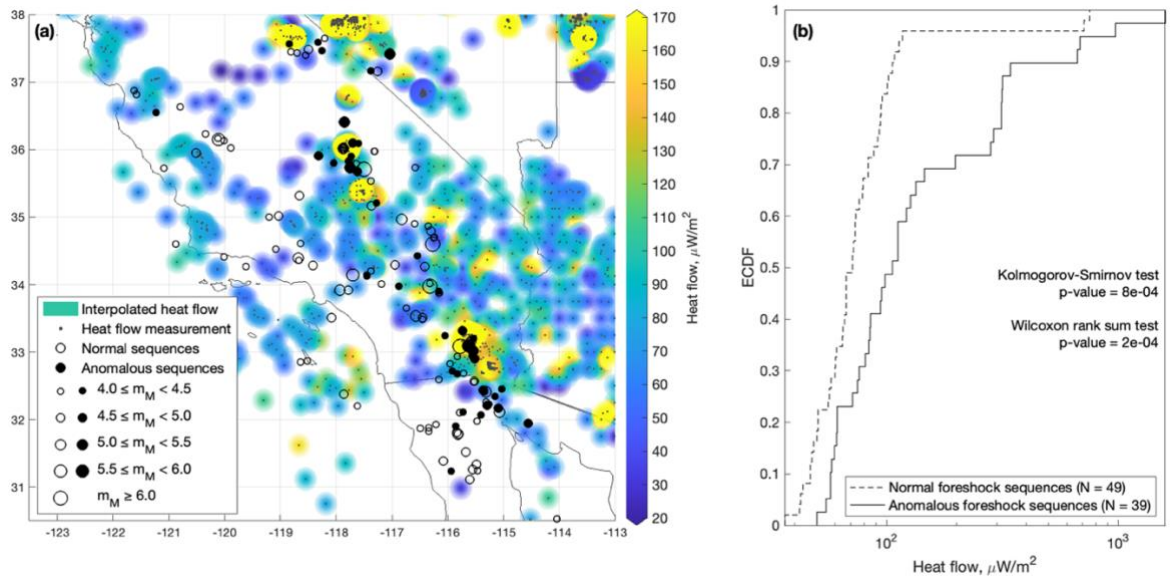 (a)
38
37
36
35
34
33
32
31
-123
-122
-121
-120
-119
-118
-117
-116
-115
-114
-113
Interpolated heat flow
Heat flow measurement
Normal sequences
Anomalous sequences
4.0 ≤ mM < 4.5
4.5 ≤ mM < 5.0
5.0 ≤ mM < 5.5
5.5 ≤ mM < 6.0
mM ≥ 6.0
170
160
150
140
130
120
110
100
90
80
70
60
50
40
30
20
Heat flow, μW/m2
(b)
1
0.9
0.8
0.7
0.6
0.5
0.4
0.3
0.2
0.1
0
ECDF
Kolmogorov-Smirnov test
p-value = 8e-04
Wilcoxon rank sum test
p-value = 2e-04
Normal foreshock sequences (N = 49)
Anomalous foreshock sequences (N = 39)
102
103
Heat flow, μW/m2